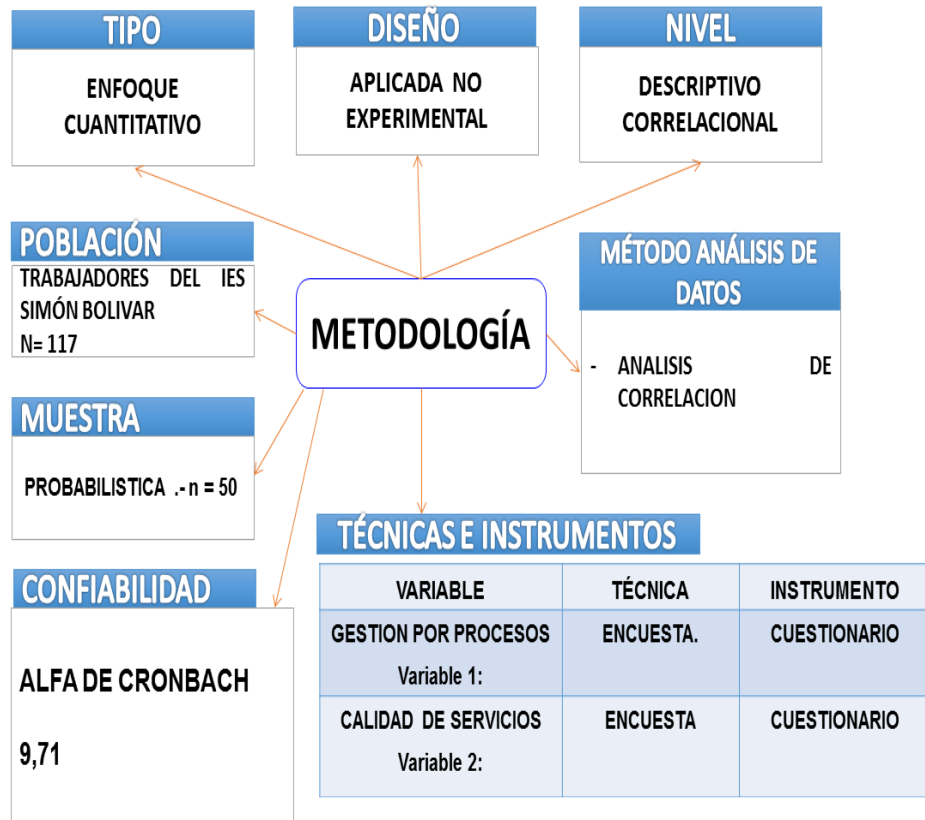 TIPO
ENFOQUE
CUANTITATIVO
DISEÑO
APLICADA NO
EXPERIMENTAL
NIVEL
DESCRIPTIVO
CORRELACIONAL
POBLACIÓN
TRABAJADORES DEL IES
SIMÓN BOLIVAR
N= 117
METODOLOGÍA
MÉTODO ANÁLISIS DE
DATOS
- ANALISIS DE
CORRELACION
MUESTRA
PROBABILISTICA .- n = 50
CONFIABILIDAD
ALFA DE CRONBACH
9,71
TÉCNICAS E INSTRUMENTOS
VARIABLE TÉCNICA INSTRUMENTO
GESTION POR PROCESOS ENCUESTA. CUESTIONARIO
Variable 1:
CALIDAD DE SERVICIOS ENCUESTA CUESTIONARIO
Variable 2: